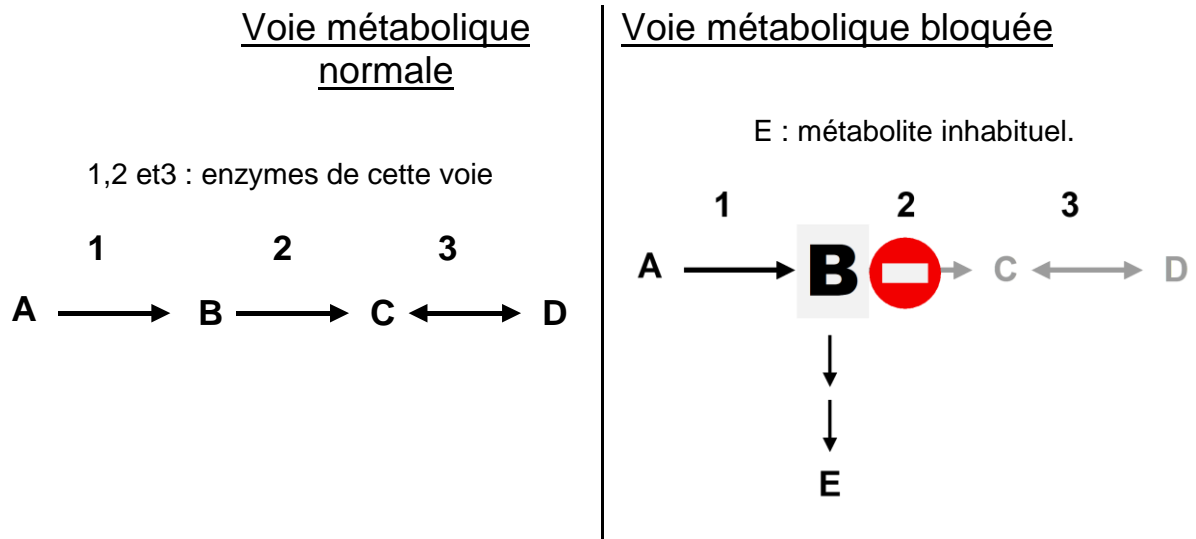 Voie métabolique
normale
1,2 et3 : enzymes de cette voie
1 2 3
A B C D
Voie métabolique bloquée
E : métabolite inhabituel.
1 2 3
A B C D
E